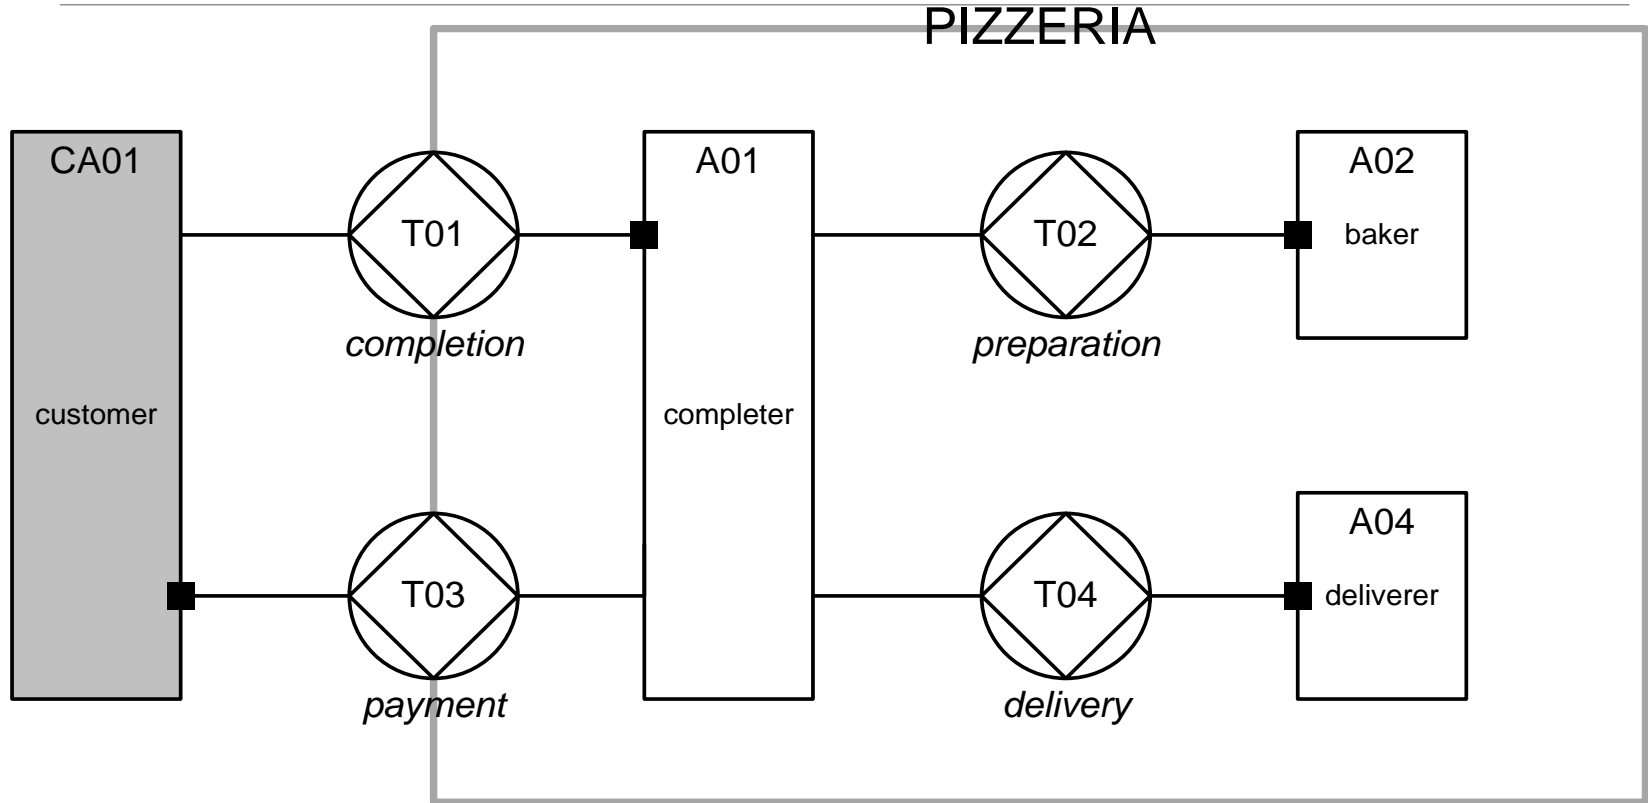 PIZZERIA
CA01
customer
T01
completion
T03
payment
A01
completer
T02
preparation
T04
delivery
A02
baker
A04
deliverer